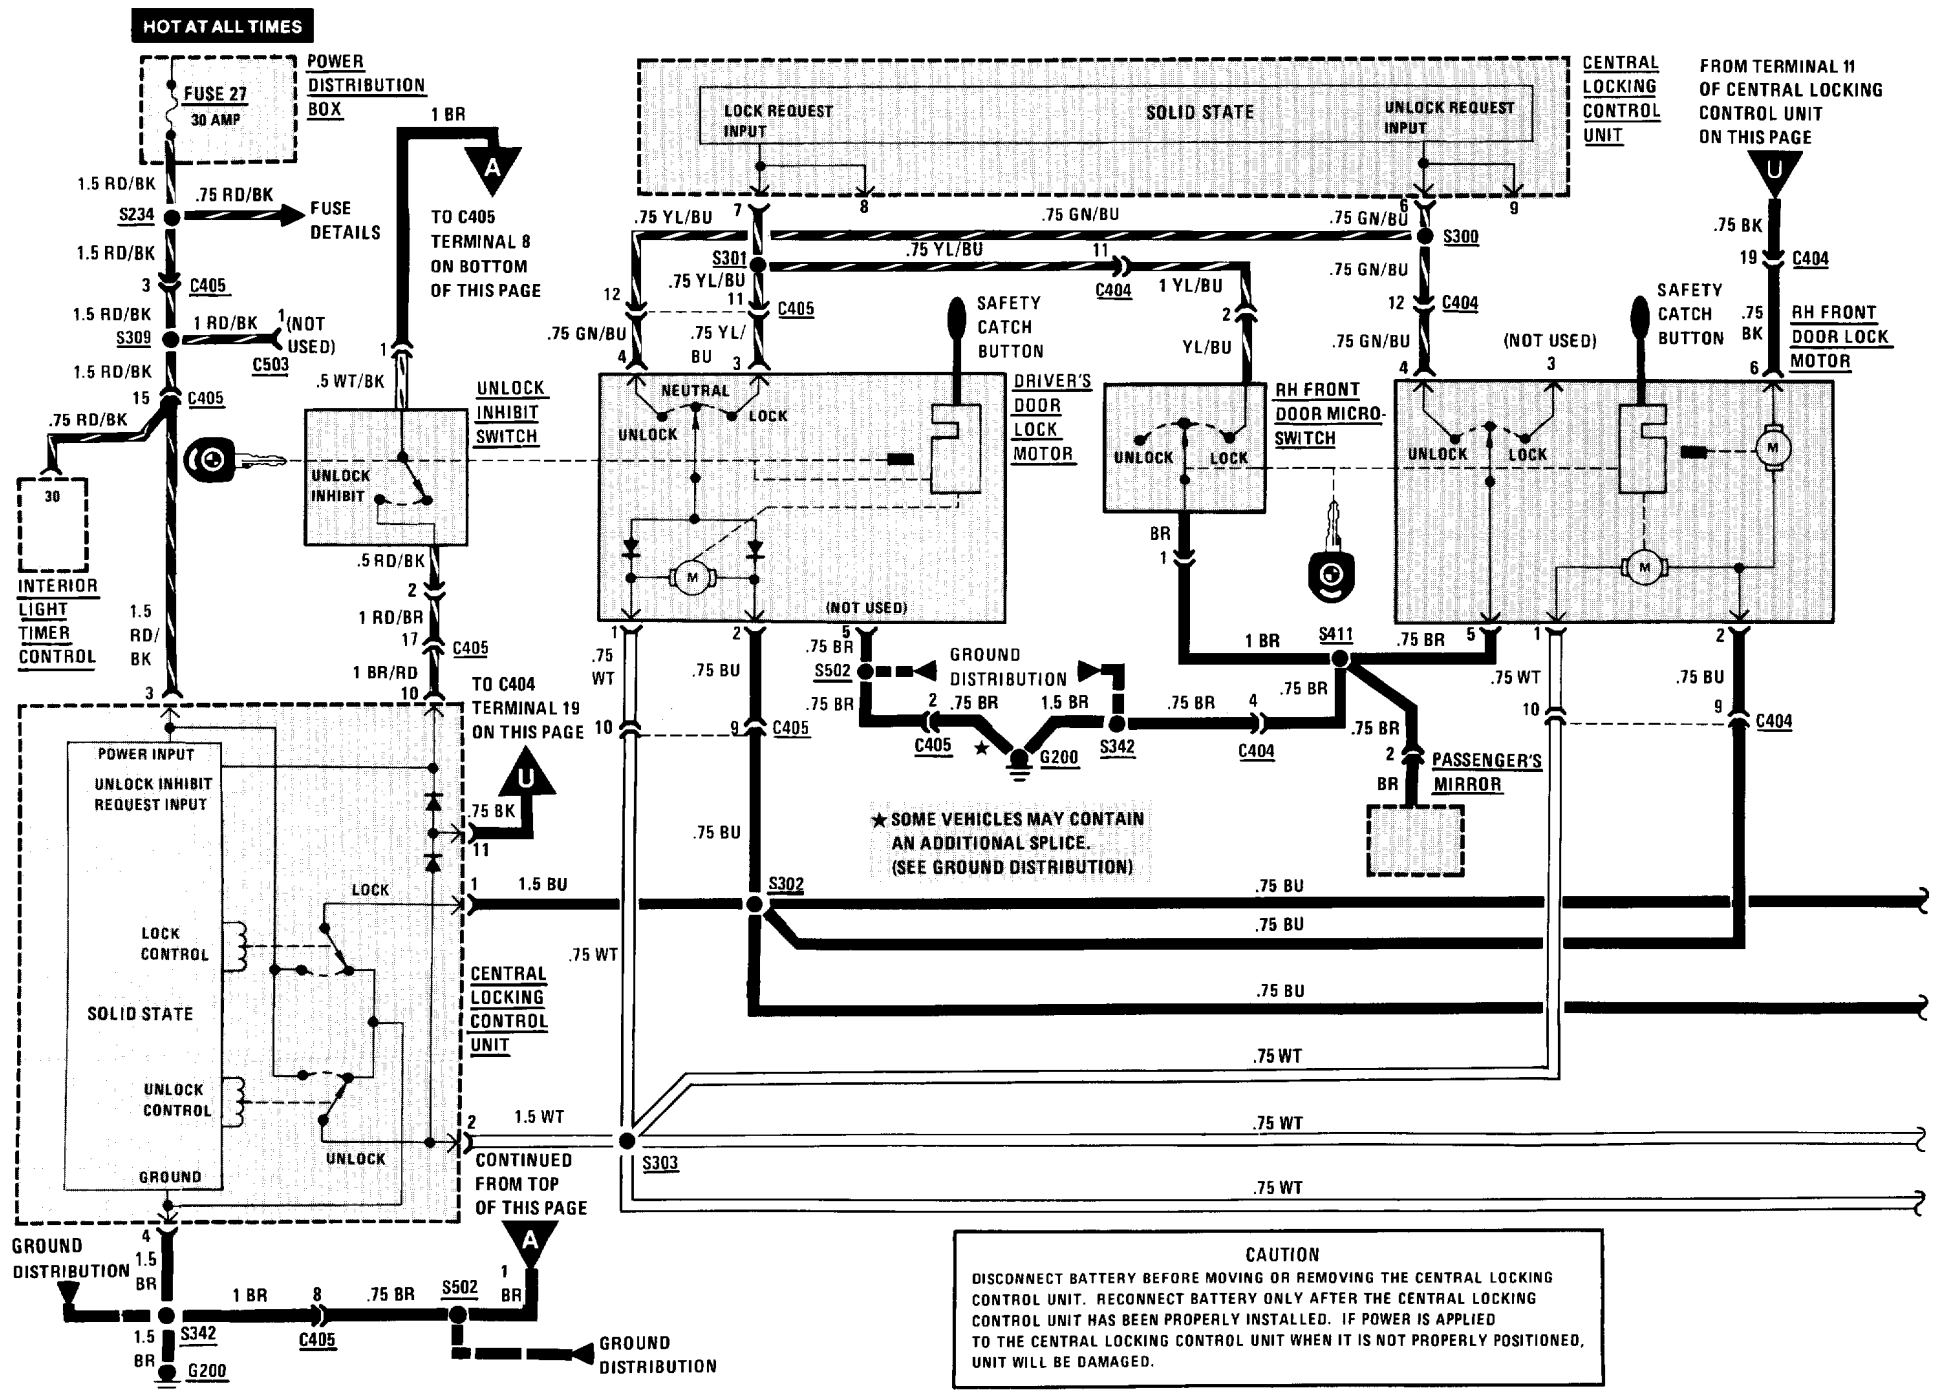 HOT AT ALL TIMES
FUSE 27
30 AMP
POWER
DISTRIBUTION
BOX
1.5 RD/BK
.75 RD/BK
S234
FUSE
DETAILS
1.5 RD/BK
3
C405
1.5 RD/BK
S309
1 RD/BK
1
(NOT
USED)
C503
1.5 RD/BK
15
C405
.75 RD/BK
30
INTERIOR
LIGHT
TIMER
CONTROL
1.5
RD/
BK
3
1 BR
A
TO C405
TERMINAL 8
ON BOTTOM
OF THIS PAGE
1
.5 WT/BK
UNLOCK
INHIBIT
SWITCH
UNLOCK
INHIBIT
.5 RD/BK
2
1 RD/BR
17
C405
1 BR/RD
10
CENTRAL
LOCKING
CONTROL
UNIT
LOCK REQUEST
INPUT
SOLID STATE
UNLOCK REQUEST
INPUT
7
8
6
9
FROM TERMINAL 11
OF CENTRAL LOCKING
CONTROL UNIT
ON THIS PAGE
U
.75 BK
19
C404
.75
BK
6
.75 YL/BU
.75 GN/BU
.75 GN/BU
S300
S301
.75 YL/BU
11
C404
1 YL/BU
.75 YL/BU
12
11
C405
.75 GN/BU
.75 YL/
BU
4
3
2
YL/BU
.75 GN/BU
12
C404
.75 GN/BU
4
(NOT USED)
3
SAFETY
CATCH
BUTTON
SAFETY
CATCH
BUTTON
RH FRONT
DOOR LOCK
MOTOR
NEUTRAL
LOCK
UNLOCK
M
(NOT USED)
DRIVER'S
DOOR
LOCK
MOTOR
RH FRONT
DOOR MICRO-
SWITCH
UNLOCK
LOCK
UNLOCK
LOCK
M
M
BR
1
1
2
5
.75
WT
.75 BU
.75 BR
S502
GROUND
DISTRIBUTION
.75 BR
2
C405
.75 BR
1.5 BR
G200
S342
.75 BR
4
C404
1 BR
S411
.75 BR
5
.75 BR
.75 BR
2
BR
PASSENGER'S
MIRROR
1
2
.75 WT
.75 BU
10
9
C404
10
9
C405
★
★ SOME VEHICLES MAY CONTAIN
AN ADDITIONAL SPLICE.
(SEE GROUND DISTRIBUTION)
TO C404
TERMINAL 19
ON THIS PAGE
U
.75 BK
11
POWER INPUT
UNLOCK INHIBIT
REQUEST INPUT
LOCK
LOCK
CONTROL
SOLID STATE
UNLOCK
CONTROL
GROUND
UNLOCK
CENTRAL
LOCKING
CONTROL
UNIT
1
1.5 BU
.75 BU
S302
.75 BU
.75 BU
.75 BU
.75 WT
.75 WT
2
1.5 WT
.75 WT
S303
.75 WT
CONTINUED
FROM TOP
OF THIS PAGE
A
1
BR
4
1.5
BR
GROUND
DISTRIBUTION
1 BR
8
C405
.75 BR
S502
S342
1.5
BR
G200
GROUND
DISTRIBUTION
CAUTION
DISCONNECT BATTERY BEFORE MOVING OR REMOVING THE CENTRAL LOCKING
CONTROL UNIT. RECONNECT BATTERY ONLY AFTER THE CENTRAL LOCKING
CONTROL UNIT HAS BEEN PROPERLY INSTALLED. IF POWER IS APPLIED
TO THE CENTRAL LOCKING CONTROL UNIT WHEN IT IS NOT PROPERLY POSITIONED,
UNIT WILL BE DAMAGED.